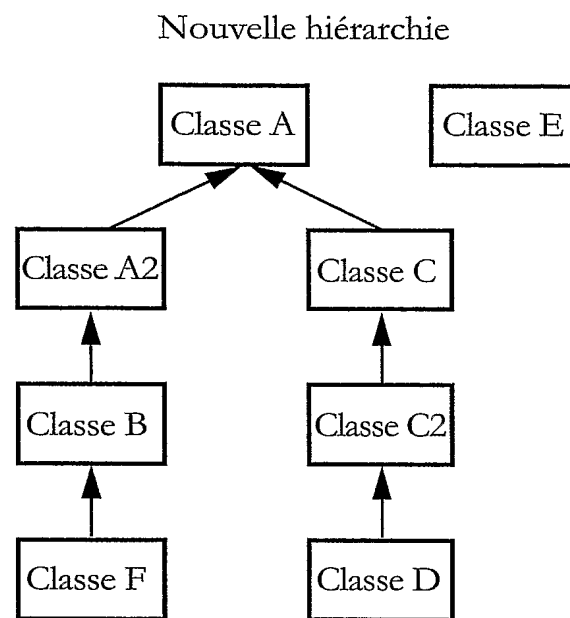 Nouvelle hiérarchie
Classe A
Classe E
Classe A2
Classe C
Classe B
Classe C2
Classe F
Classe D